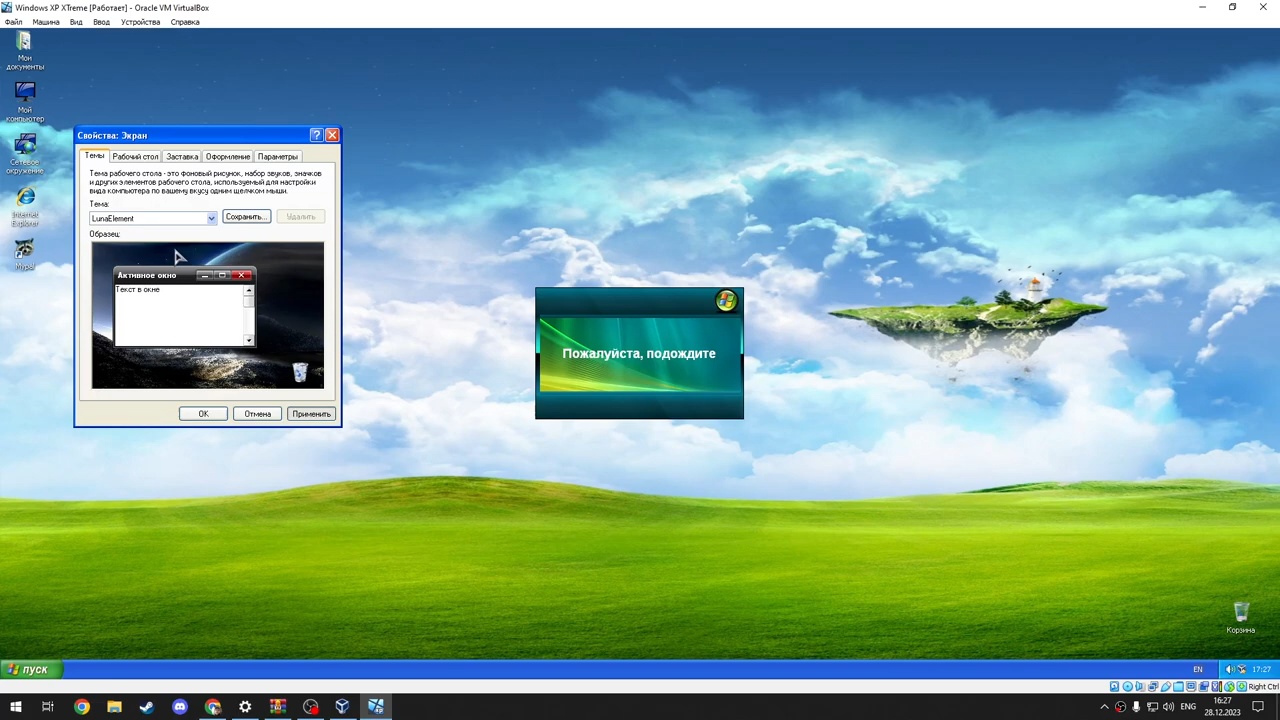 Windows XP XTreme [Работает] - Oracle VM VirtualBox
Файл Машина Вид Ввод Устройства Справка
Мои документы
Мой компьютер
Сетевое окружение
Internet Explorer
Свойства: Экран
Темы Рабочий стол Заставка Оформление Параметры
Тема рабочего стола - это фоновый рисунок, набор звуков, значков
и других элементов рабочего стола, используемый для настройки
вида компьютера по вашему вкусу одним щелчком мыши.
Тема:
LunaElement Сохранить... Удалить
Образец:
Активное окно
Текст в окне
OK Отмена Применить
Пожалуйста, подождите
Корзина
пуск EN 17:27
Right Ctrl
ENG 16:27
28.12.2023